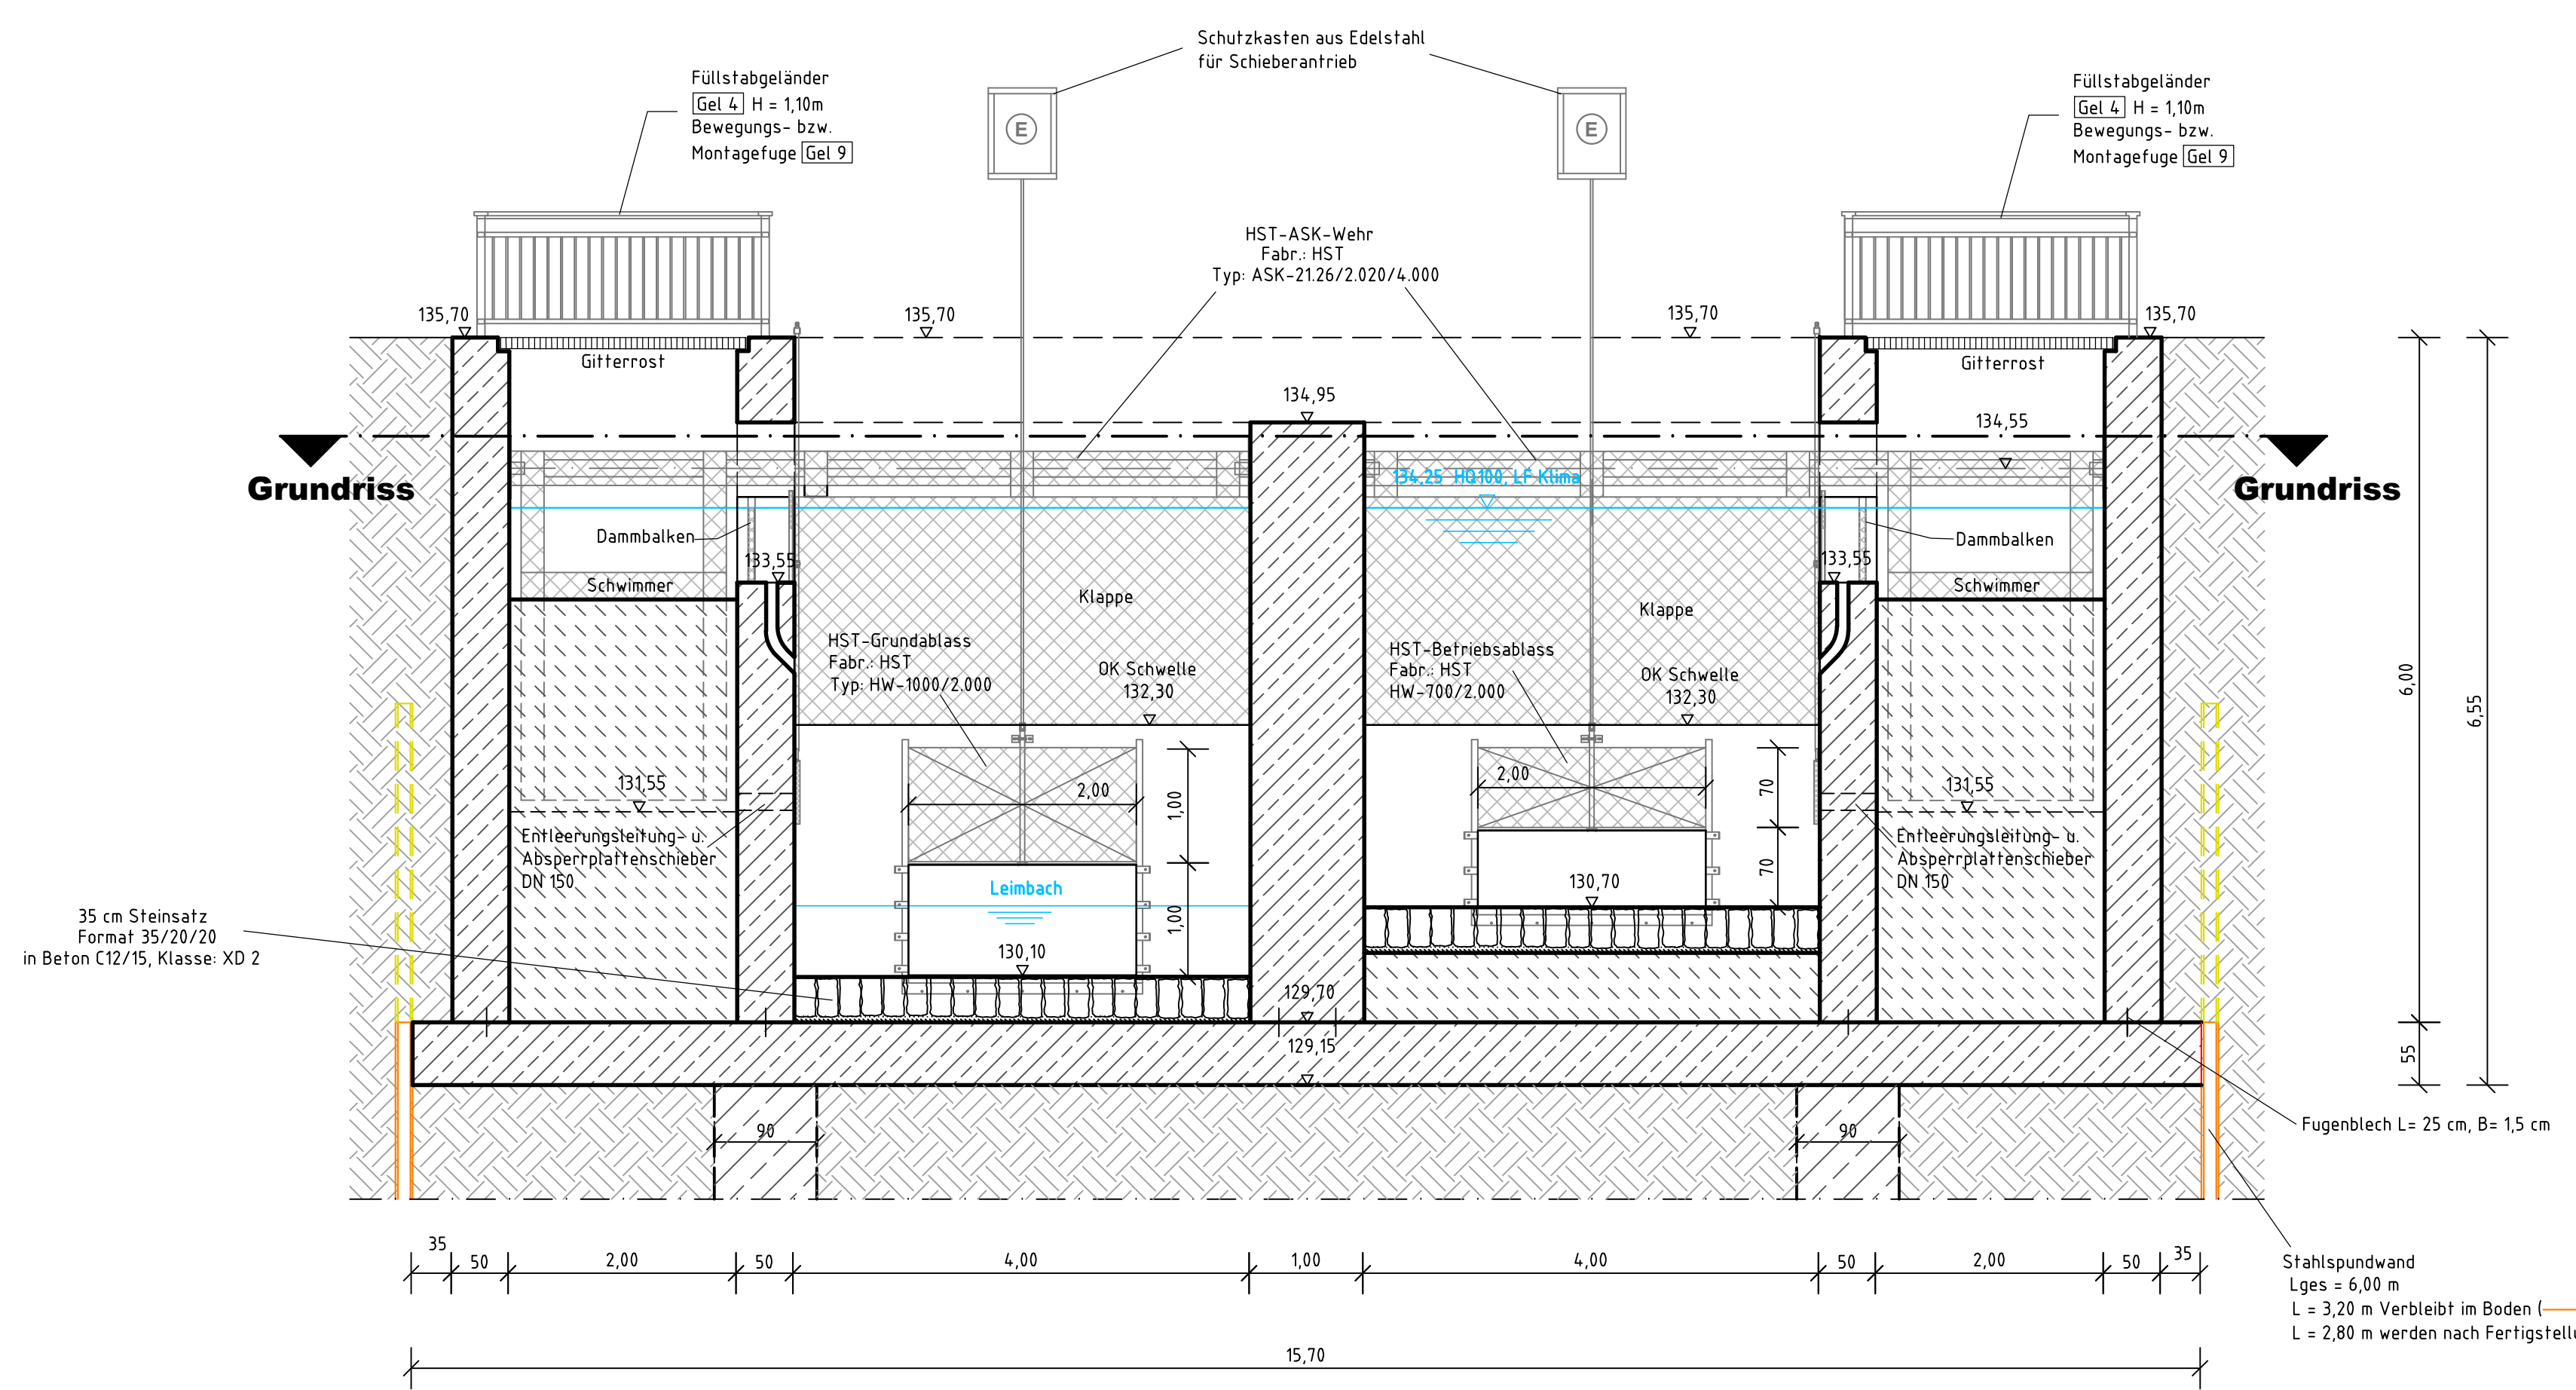 Schutzkasten aus Edelstahl
für Schieberantrieb
Füllstabgeländer
Gel 4 H = 1,10m
Bewegungs- bzw.
Montagefuge Gel 9
Füllstabgeländer
Gel 4 H = 1,10m
Bewegungs- bzw.
Montagefuge Gel 9
E
E
HST-ASK-Wehr
Fabr.: HST
Typ: ASK-21.26/2.020/4.000
135,70
135,70
135,70
135,70
Gitterrost
Gitterrost
134,95
134,55
Grundriss
Grundriss
134,25 HQ100, LF Klima
Dammbalken
Dammbalken
133,55
133,55
Schwimmer
Schwimmer
Klappe
Klappe
HST-Grundablass
Fabr.: HST
Typ: HW-1000/2.000
OK Schwelle
132,30
HST-Betriebsablass
Fabr.: HST
HW-700/2.000
OK Schwelle
132,30
6,00
6,55
131,55
131,55
2,00
1,00
2,00
70
Entleerungsleitung- u.
Absperrplattenschieber
DN 150
Entleerungsleitung- u.
Absperrplattenschieber
DN 150
70
130,70
Leimbach
1,00
35 cm Steinsatz
Format 35/20/20
in Beton C12/15, Klasse: XD 2
130,10
129,70
129,15
55
90
90
Fugenblech L= 25 cm, B= 1,5 cm
35
50
2,00
50
4,00
1,00
4,00
50
2,00
50
35
Stahlspundwand
Lges = 6,00 m
L = 3,20 m Verbleibt im Boden (
L = 2,80 m werden nach Fertigstell
15,70